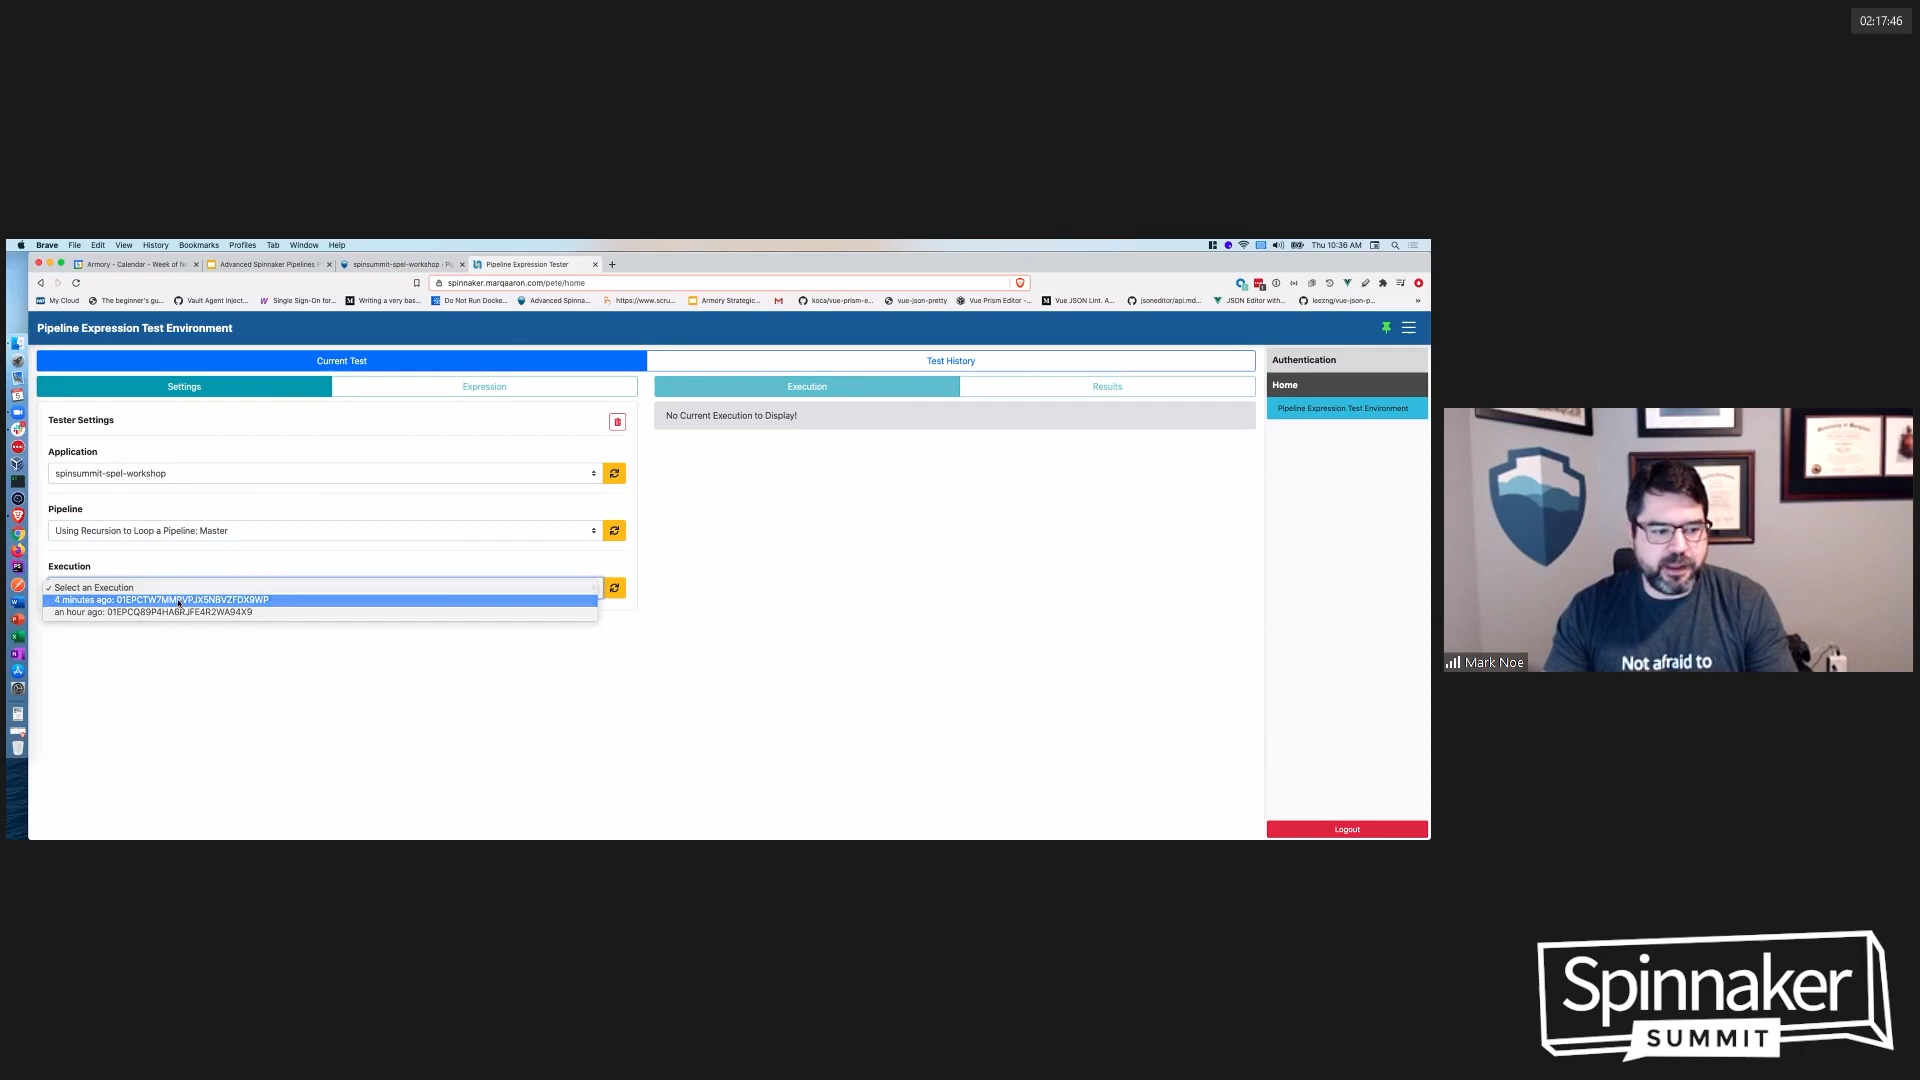 02:17:46
Brave File Edit View History Bookmarks Profiles Tab Window Help
Thu 10:36 AM
Armory - Calendar - Week of No
Advanced Spinnaker Pipelines P
spinsummit-spel-workshop · Pip
Pipeline Expression Tester
spinnaker.marqaaron.com/pete/home
My Cloud
The beginner's gu...
Vault Agent Inject...
Single Sign-On for...
Writing a very bas...
Do Not Run Docke...
Advanced Spinna...
https://www.scru...
Armory Strategic...
koca/vue-prism-e...
vue-json-pretty
Vue Prism Editor -...
Vue JSON Lint. A...
jsoneditor/api.md...
JSON Editor with...
leezng/vue-json-p...
Pipeline Expression Test Environment
Current Test
Test History
Settings
Expression
Execution
Results
Tester Settings
No Current Execution to Display!
Application
spinsummit-spel-workshop
Pipeline
Using Recursion to Loop a Pipeline: Master
Execution
Select an Execution
4 minutes ago: 01EPCTW7MMRVPJX5NBVZFDX9WP
an hour ago: 01EPCQ89P4HA6RJFE4R2WA94X9
Authentication
Home
Pipeline Expression Test Environment
Logout
Not afraid to
Mark Noe
Spinnaker
SUMMIT